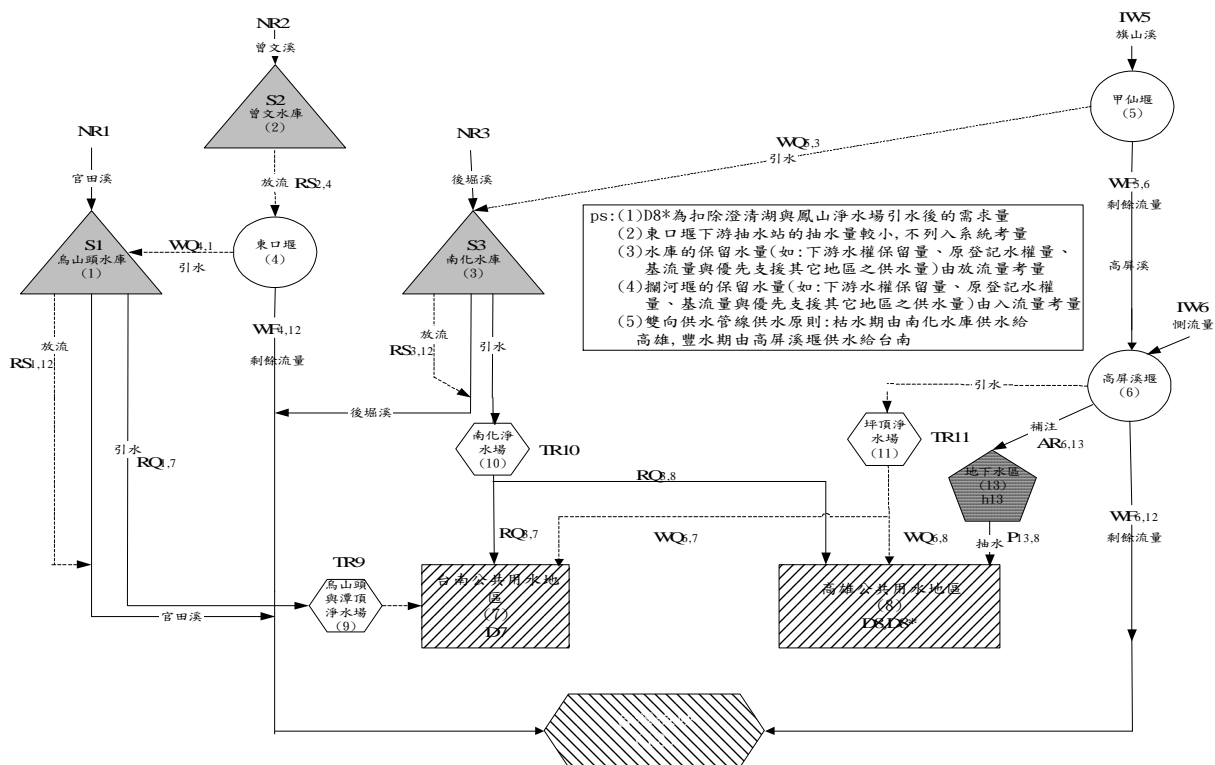 NR2
曾文溪
S2
曾文水庫
(2)
放流 RS2,4
東口堰
(4)
WQ4,1
引水
NR1
官田溪
S1
烏山頭水庫
(1)
放流
RS1,12
引水
RQ1,7
WF4,12
剩餘流量
NR3
後堀溪
S3
南化水庫
(3)
放流
RS3,12
引水
後堀溪
WQ5,3
引水
IW5
旗山溪
甲仙堰
(5)
WF5,6
剩餘流量
高屏溪
IW6
側流量
ps:(1)D8*為扣除澄清湖與鳳山淨水場引水後的需求量
(2)東口堰下游抽水站的抽水量較小,不列入系統考量
(3)水庫的保留水量(如:下游水權保留量、原登記水權量、
基流量與優先支援其它地區之供水量)由放流量考量
(4)攔河堰的保留水量(如:下游水權保留量、原登記水權
量、基流量與優先支援其它地區之供水量)由入流量考量
(5)雙向供水管線供水原則:枯水期由南化水庫供水給
高雄,豐水期由高屏溪堰供水給台南
高屏溪堰
(6)
引水
補注
AR6,13
坪頂淨
水場
(11)
TR11
南化淨
水場
(10)
TR10
地下水區
(13)
h13
抽水 P13,8
WF6,12
剩餘流量
RQ3,8
RQ3,7
WQ6,7
WQ6,8
TR9
烏山頭
與潭頂
淨水場
(9)
官田溪
台南公共用水地
區
(7)
D7
高雄公共用水地區
(8)
D8,D8*